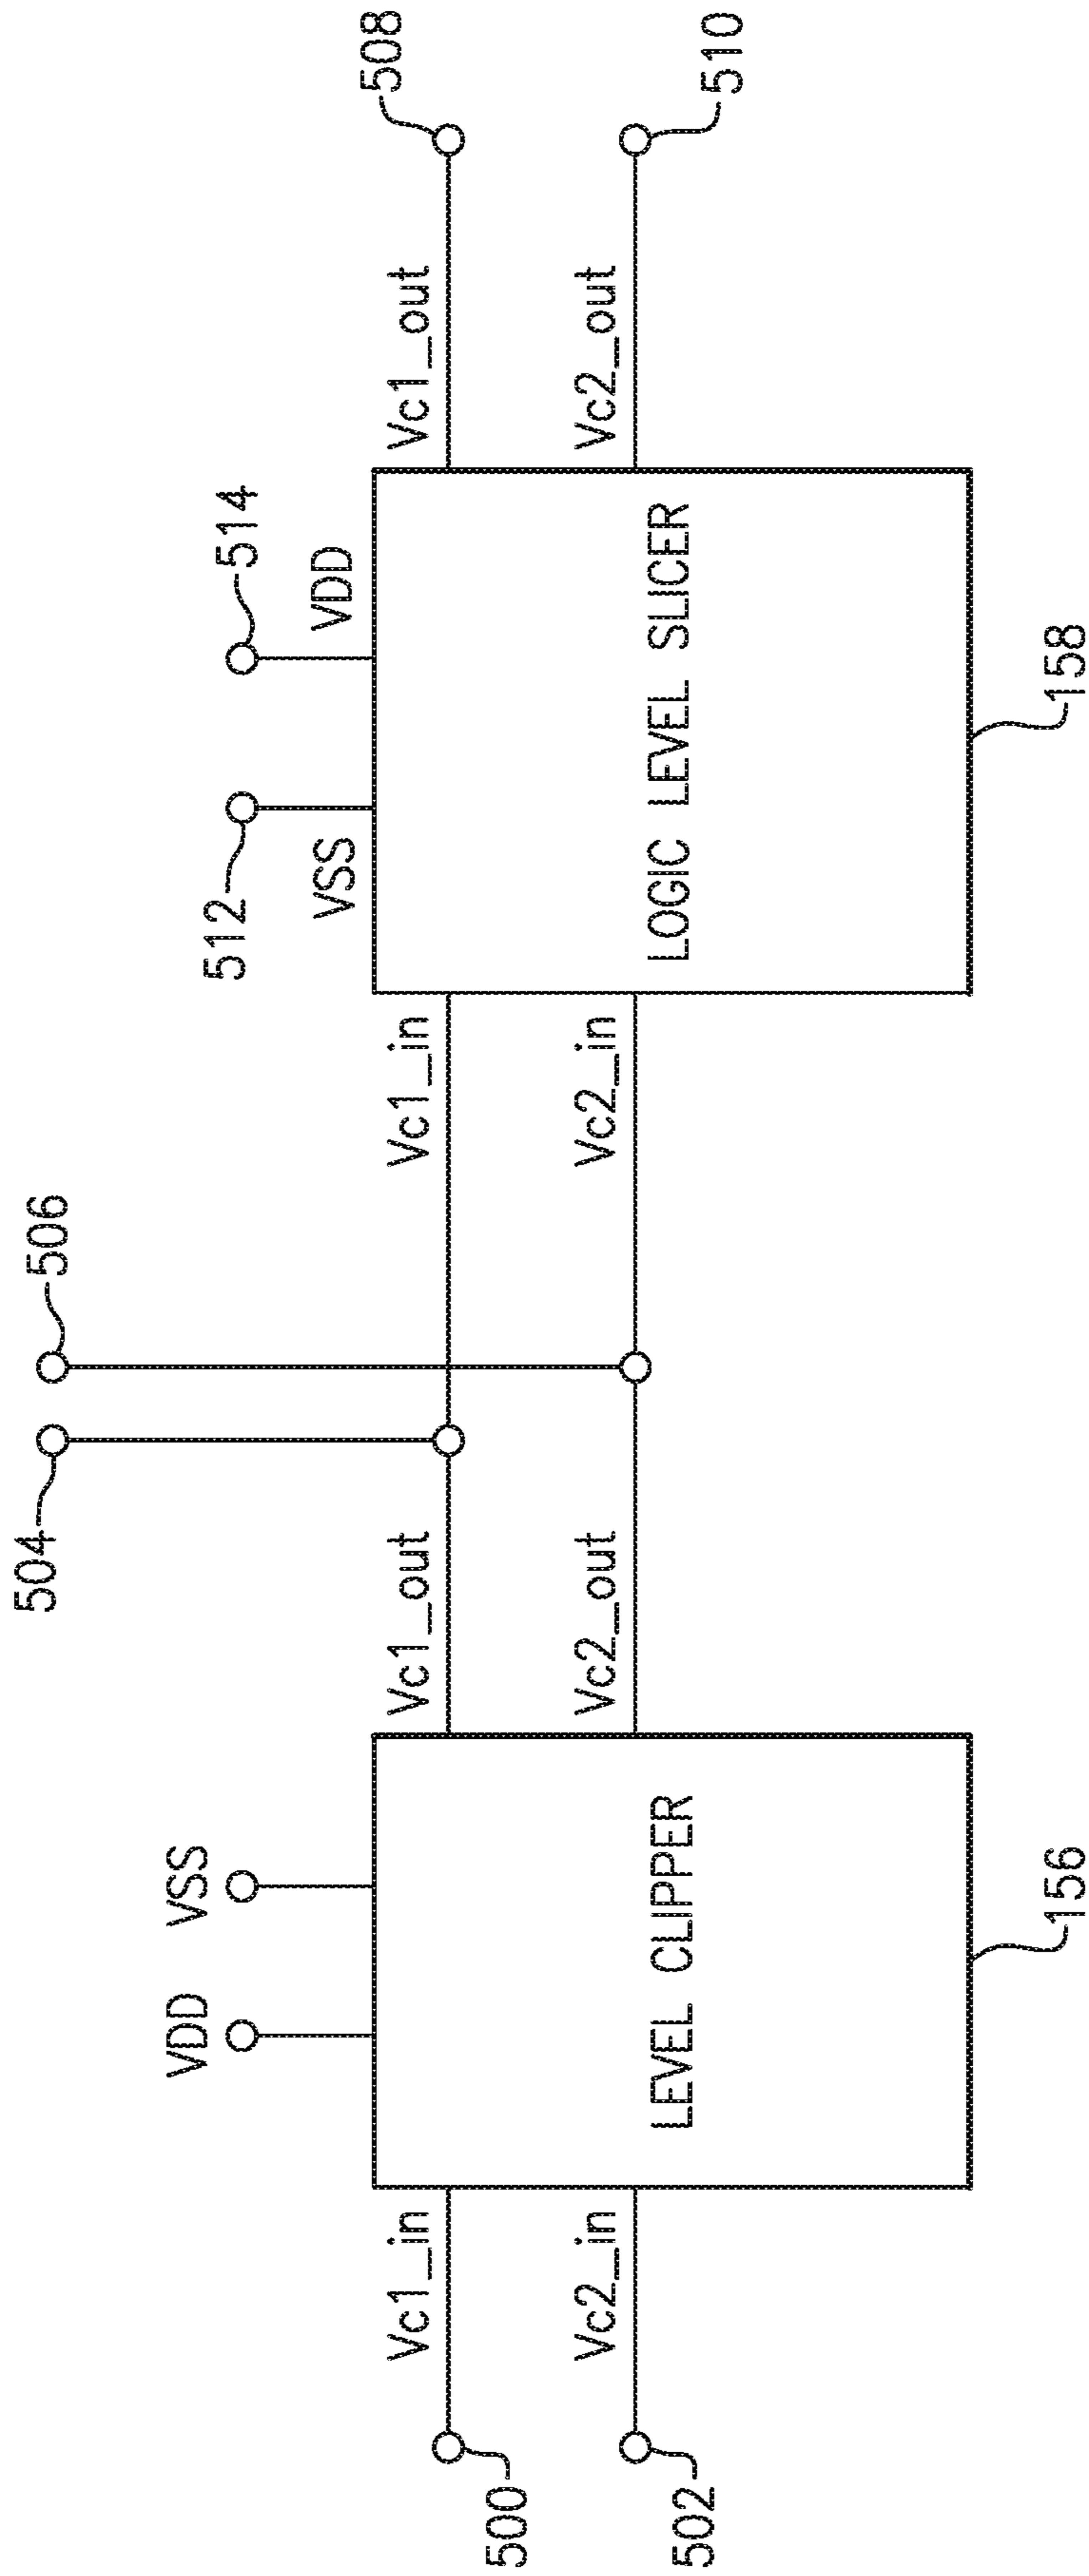 504
506
VDD
VSS
512
514
VSS
VDD
500
Vc1_in
Vc1_out
Vc1_in
Vc1_out
508
502
Vc2_in
Vc2_out
Vc2_in
Vc2_out
510
LEVEL CLIPPER
LOGIC LEVEL SLICER
156
158